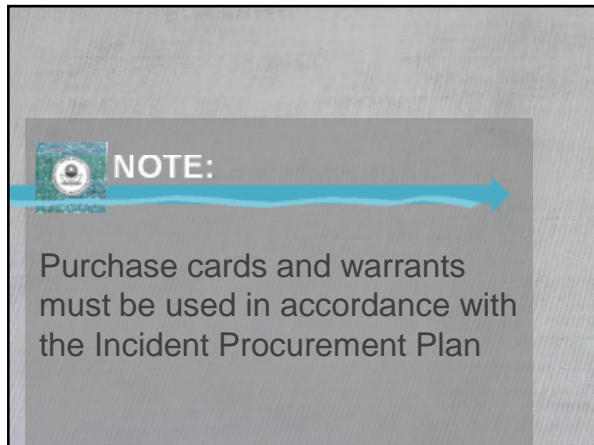 NOTE:
Purchase cards and warrants
must be used in accordance with
the Incident Procurement Plan